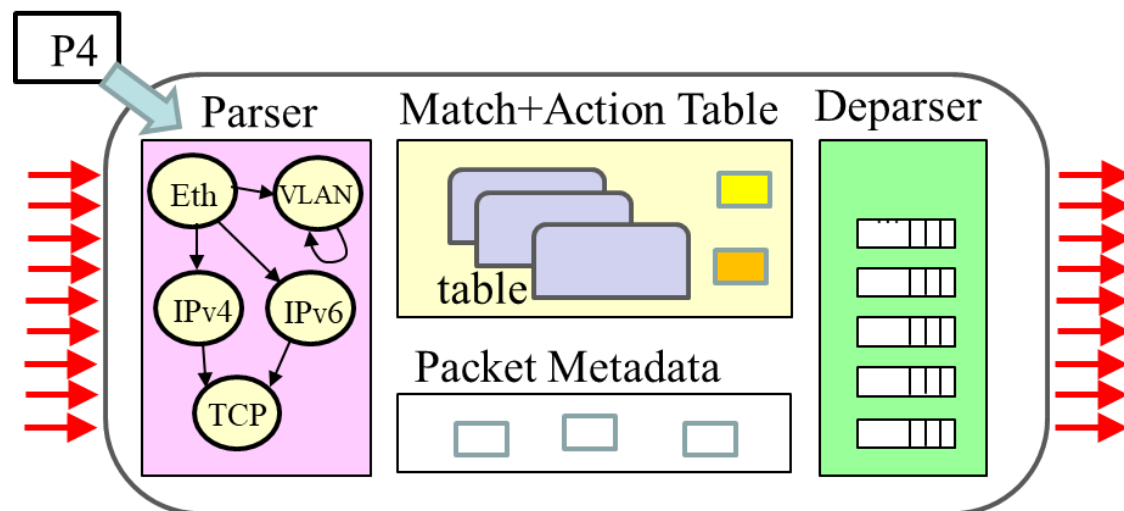 P4
Parser
Match+Action Table
Deparser
Eth
VLAN
IPv4
IPv6
TCP
table
...
Packet Metadata